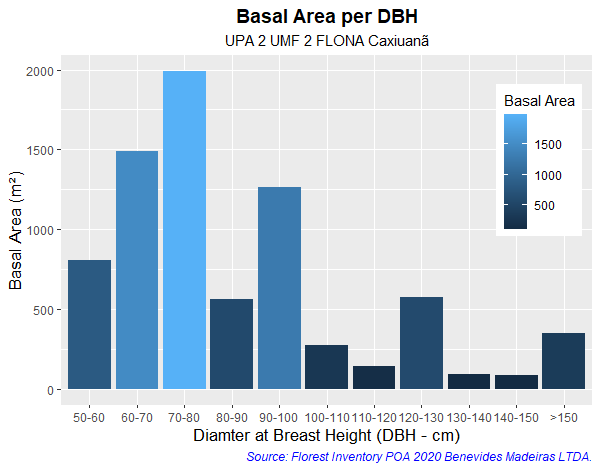 Basal Area per DBH
UPA 2 UMF 2 FLONA Caxiuanã
2000
1500
1000
500
0
Basal Area (m²)
Basal Area
1500
1000
500
50-60 60-70 70-80 80-90 90-100 100-110 110-120 120-130 130-140 140-150 >150
Diamter at Breast Height (DBH - cm)
Source: Florest Inventory POA 2020 Benevides Madeiras LTDA.